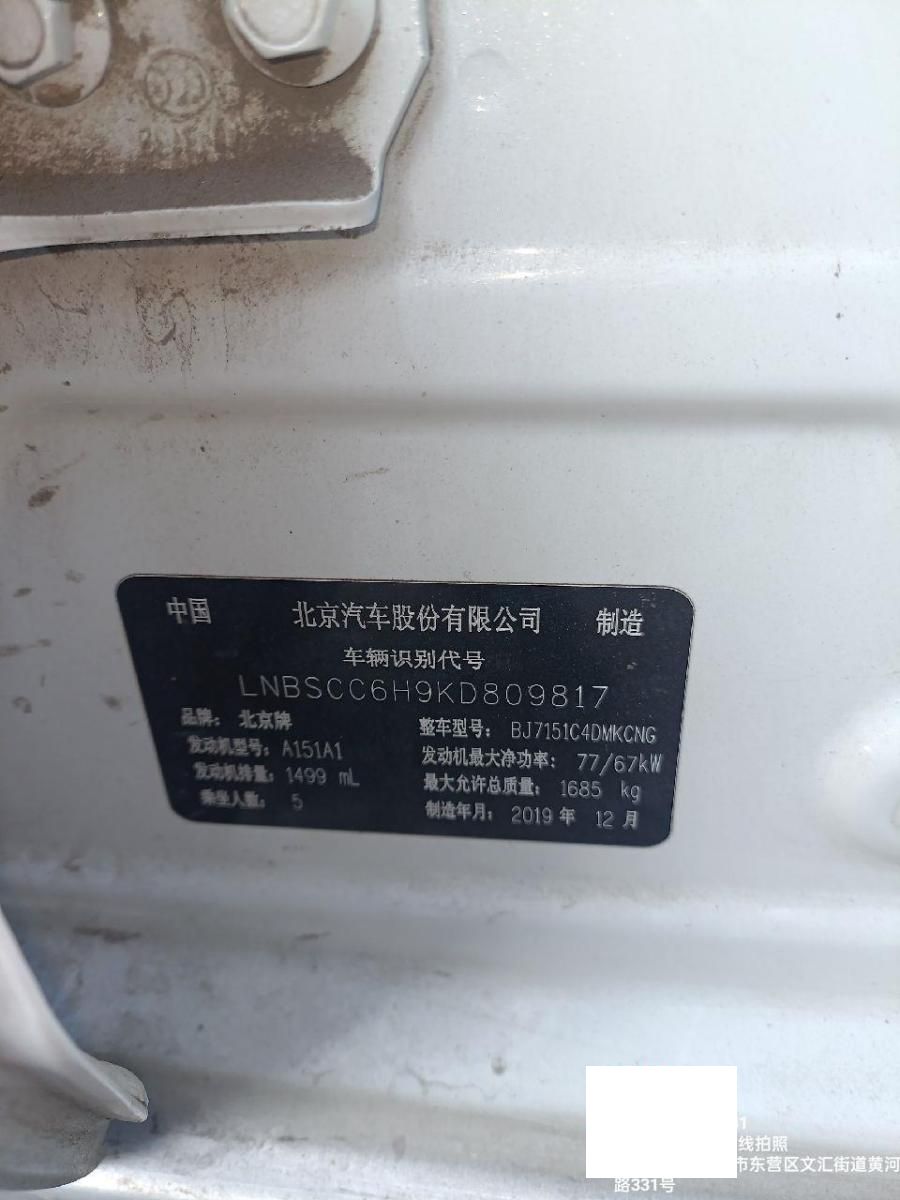 中国 北京汽车股份有限公司 制造
车辆识别代号
LNBSCC6H9KD809817
品牌： 北京牌 整车型号： BJ7151C4DMKCNG
发动机型号： A151A1 发动机最大净功率： 77/67kW
发动机排量： 1499 mL 最大允许总质量： 1685 kg
乘坐人数： 5 制造年月： 2019 年 12 月
线拍照
市东营区文汇街道黄河
路331号